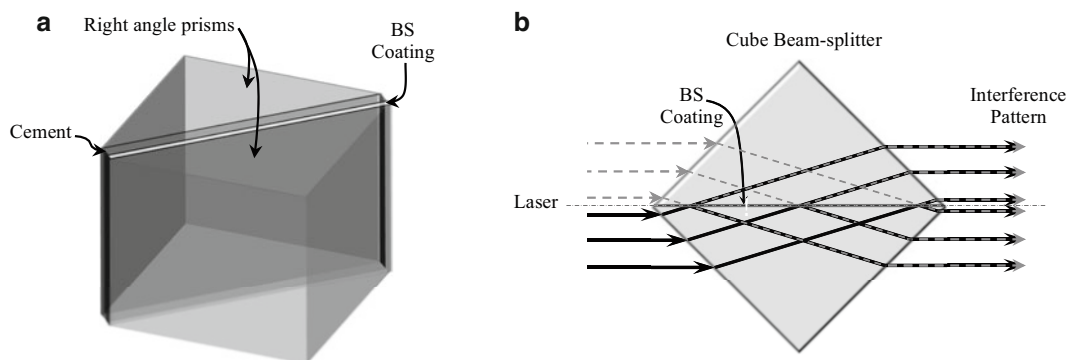 a
Right angle prisms
BS
Coating
Cement
b
Cube Beam-splitter
BS
Coating
Interference
Pattern
Laser